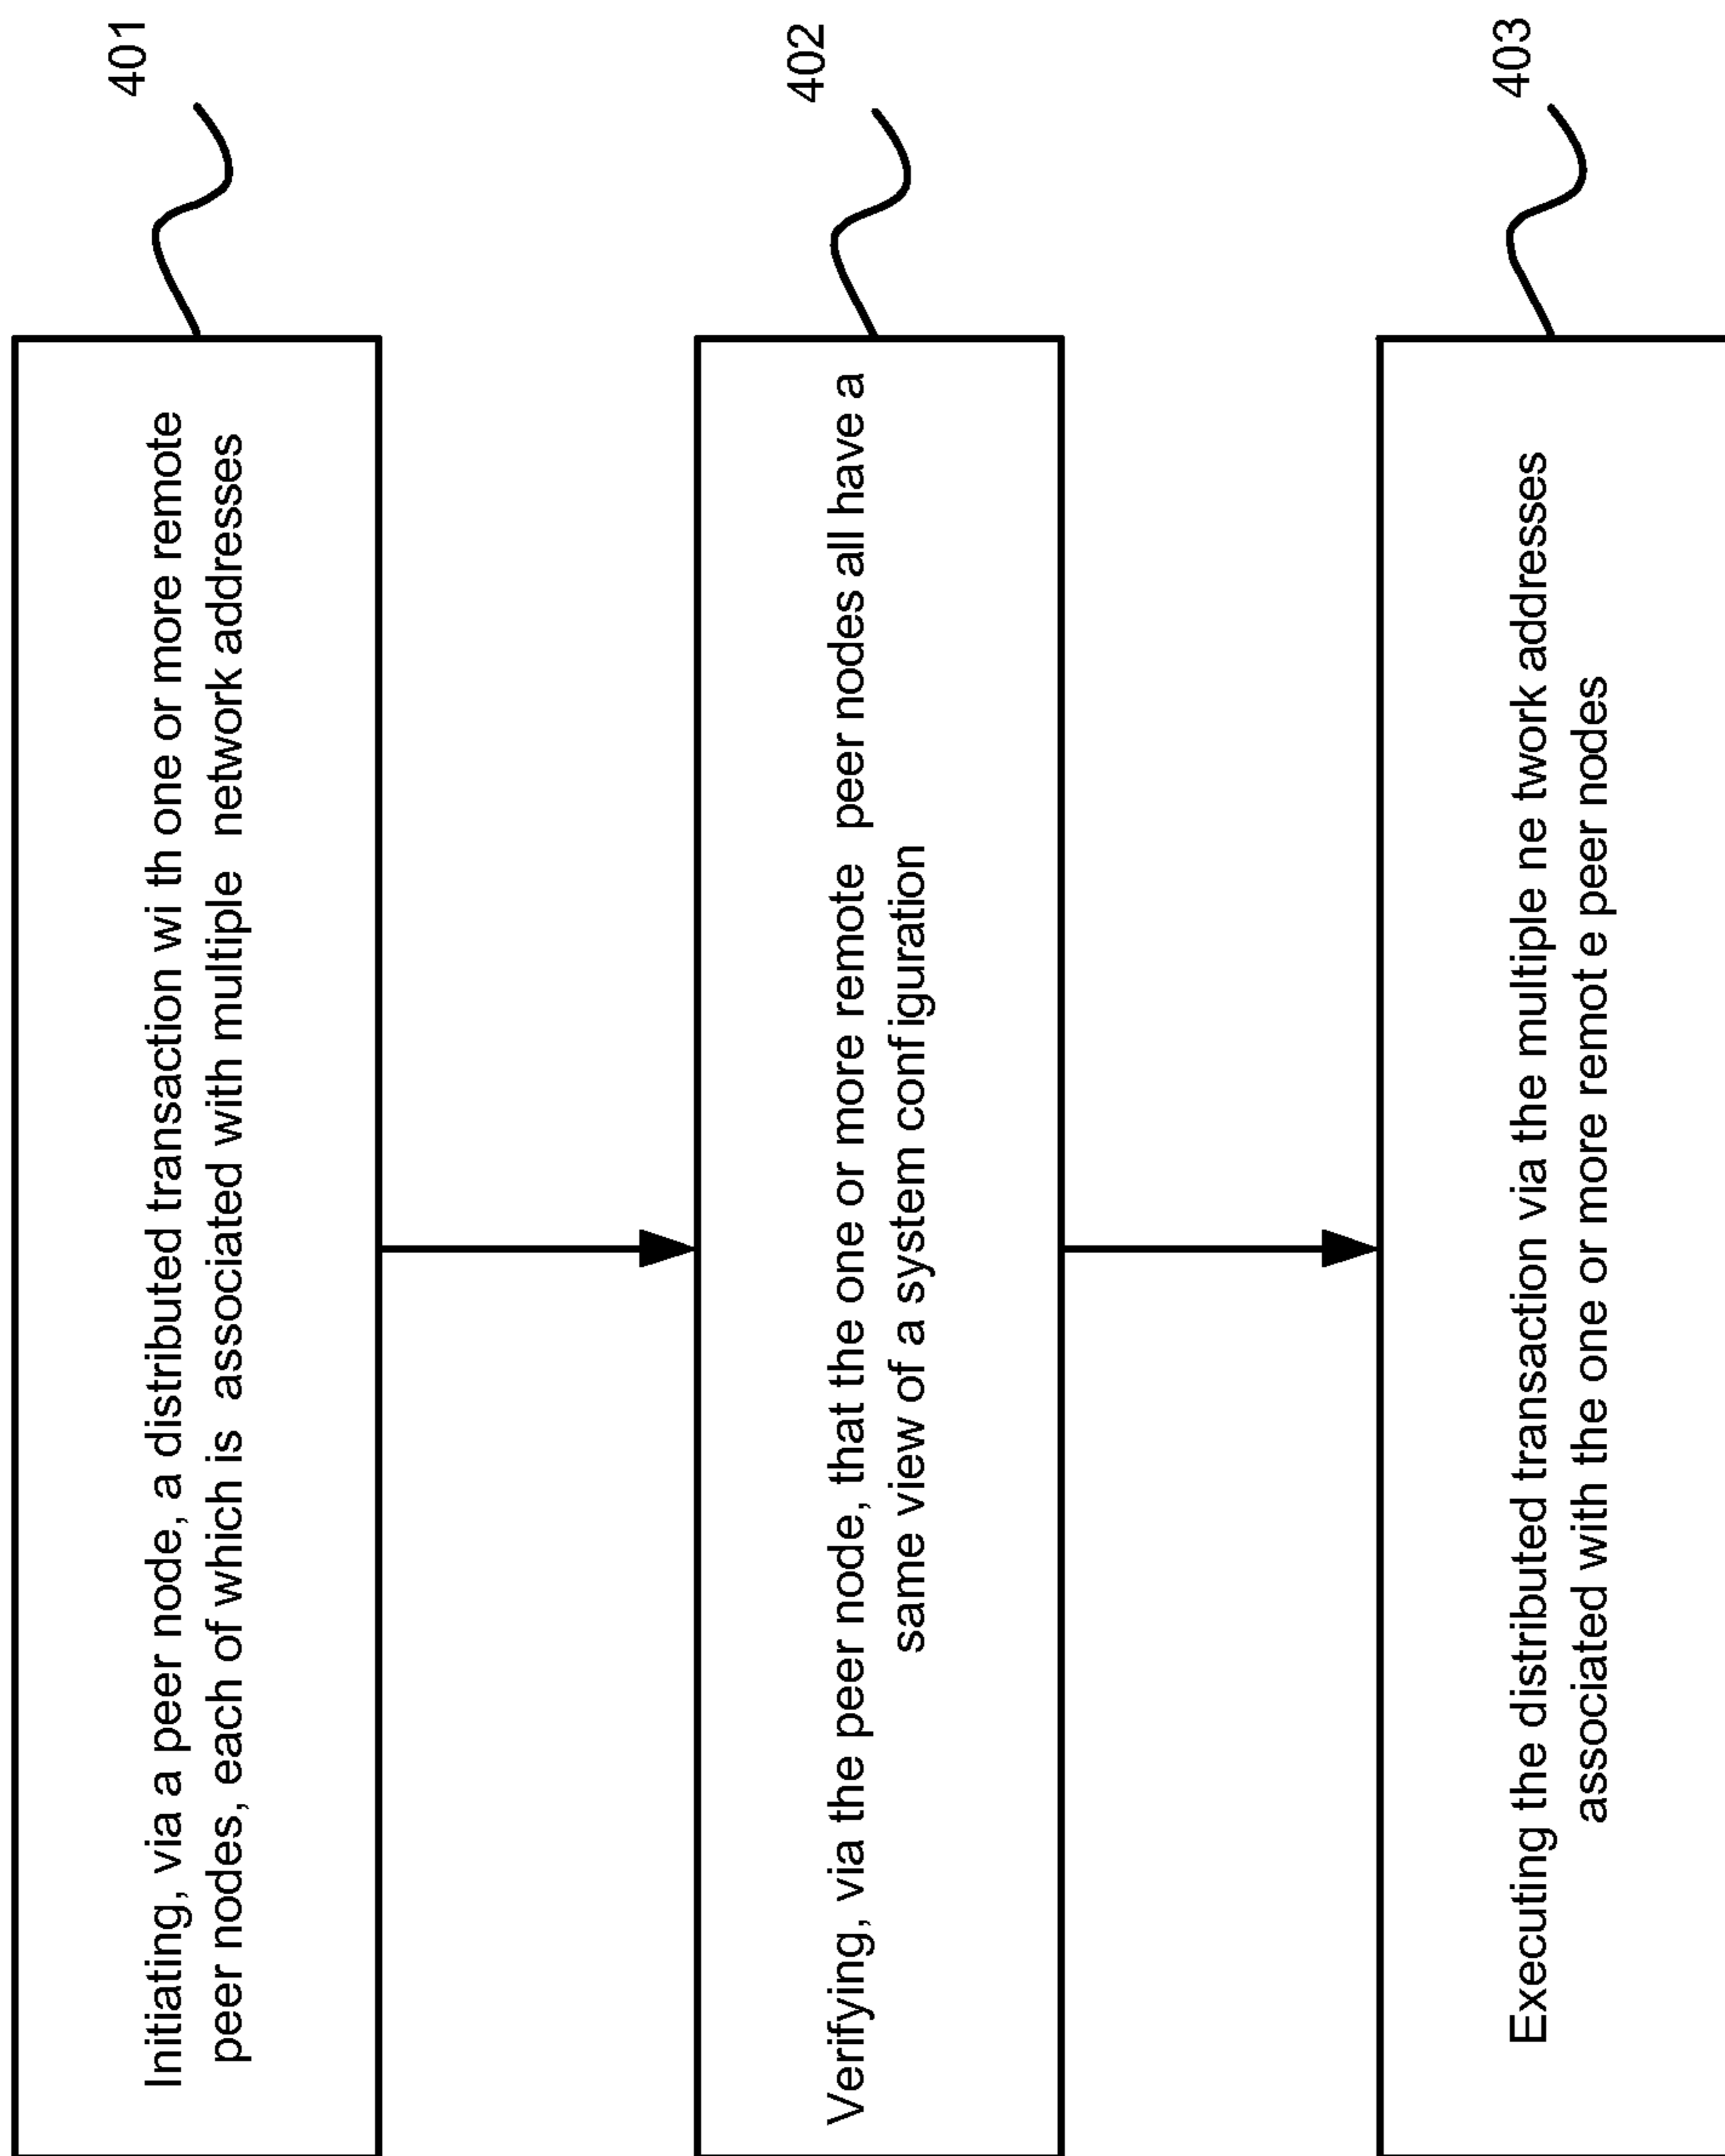 401
Initiating, via a peer node, a distributed transaction wi th one or more remote
peer nodes, each of which is associated with multiple network addresses
402
Verifying, via the peer node, that the one or more remote peer nodes all have a
same view of a system conf iguration
403
Executing the distributed transaction via the multiple ne twork addresses
associated with the one or more remot e peer nodes